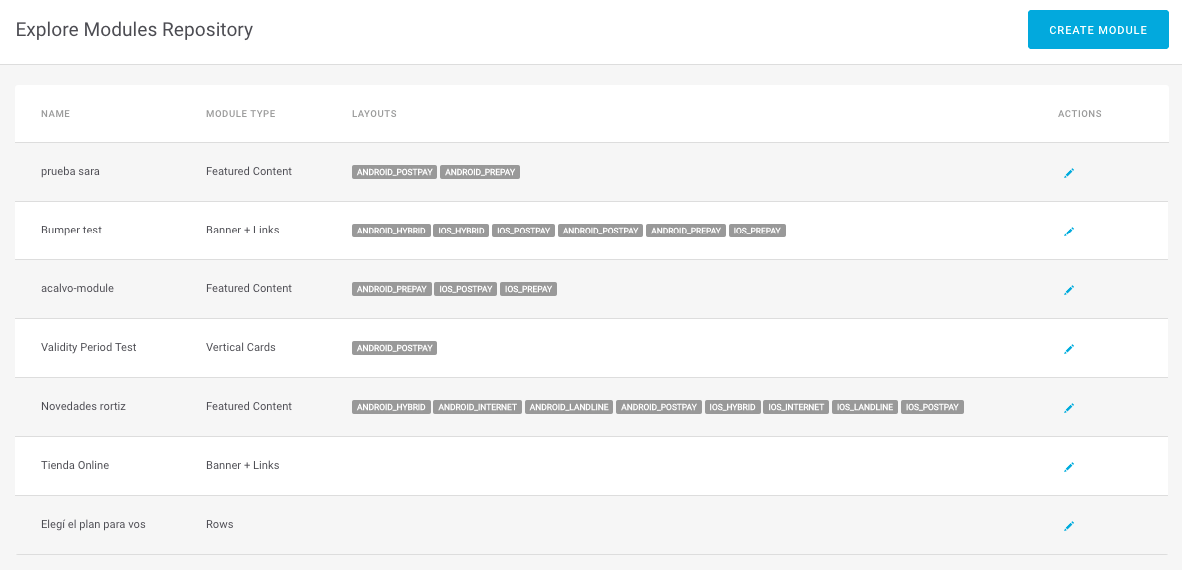 Explore Modules Repository CREATE MODULE
NAME MODULE TYPE LAYOUTS ACTIONS
prueba sara Featured Content ANDROID_POSTPAY ANDROID_PREPAY
Bumper test Banner + Links ANDROID_HYBRID IOS_HYBRID IOS_POSTPAY ANDROID_POSTPAY ANDROID_PREPAY IOS_PREPAY
acalvo-module Featured Content ANDROID_PREPAY IOS_POSTPAY IOS_PREPAY
Validity Period Test Vertical Cards ANDROID_POSTPAY
Novedades rortiz Featured Content ANDROID_HYBRID ANDROID_INTERNET ANDROID_LANDLINE ANDROID_POSTPAY IOS_HYBRID IOS_INTERNET IOS_LANDLINE IOS_POSTPAY
Tienda Online Banner + Links
Elegí el plan para vos Rows